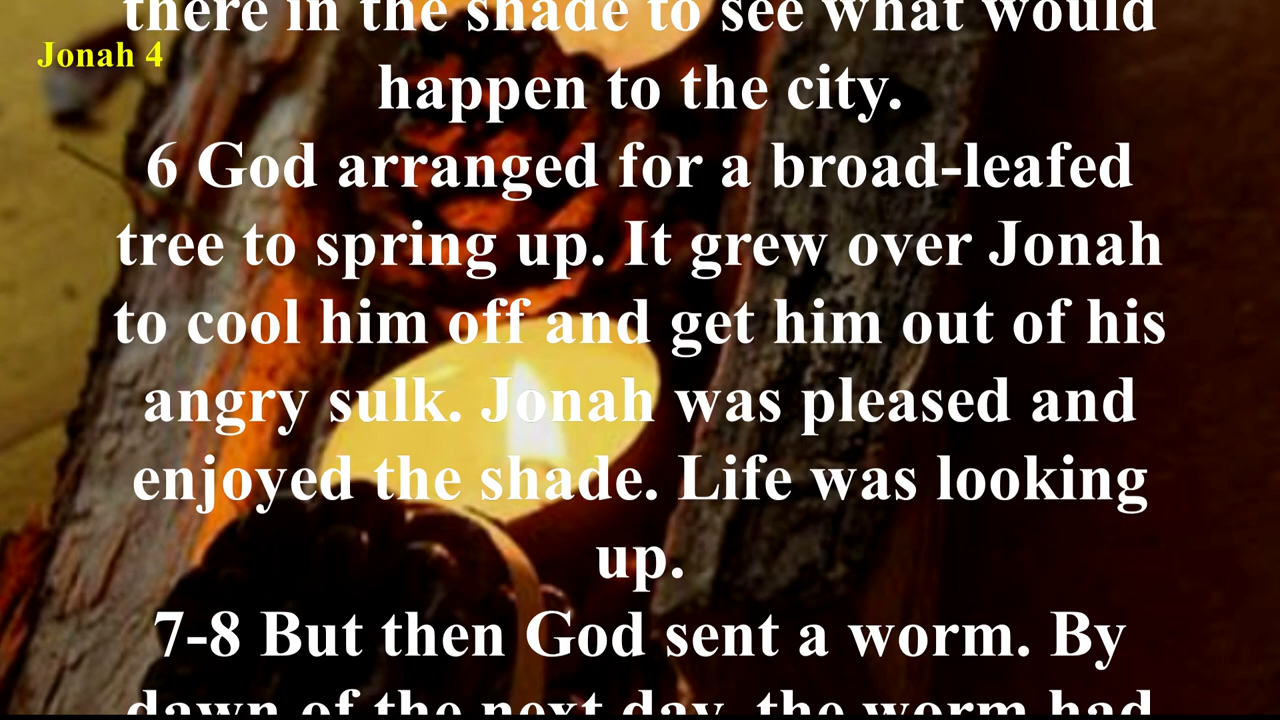 there in the shade to see what would
Jonah 4
happen to the city.
6 God arranged for a broad-leafed
tree to spring up. It grew over Jonah
to cool him off and get him out of his
angry sulk. Jonah was pleased and
enjoyed the shade. Life was looking
up.
7-8 But then God sent a worm. By
dawn of the next day, the worm had